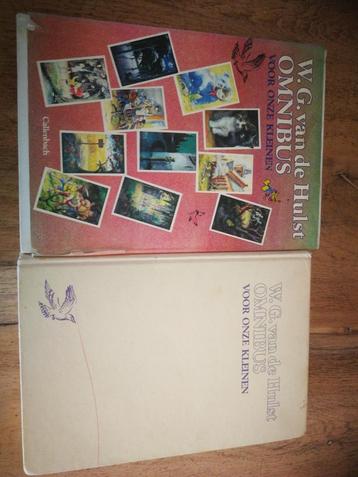 W. G. van de Hulst
OMNIBUS
VOOR ONZE KLEINEN
Callenbach
W. G. van de Hulst
OMNIBUS
VOOR ONZE KLEINEN